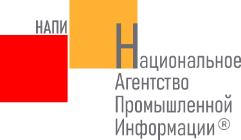 НАПИ
Национальное
Агентство
Промышленной
Информации®